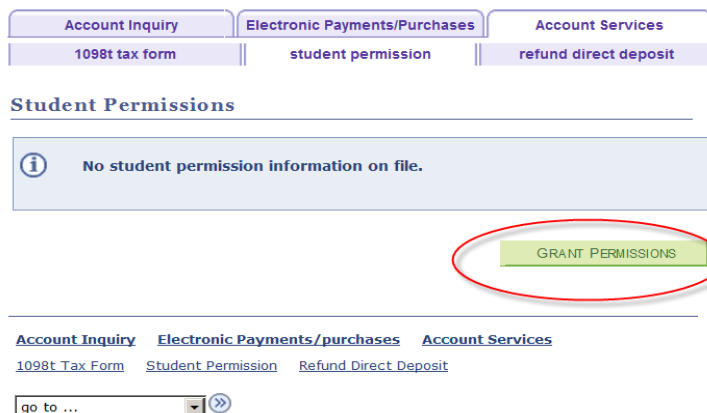 Account Inquiry Electronic Payments/Purchases Account Services
1098t tax form student permission refund direct deposit
Student Permissions
No student permission information on file.
GRANT PERMISSIONS
Account Inquiry Electronic Payments/purchases Account Services
1098t Tax Form Student Permission Refund Direct Deposit
go to ...